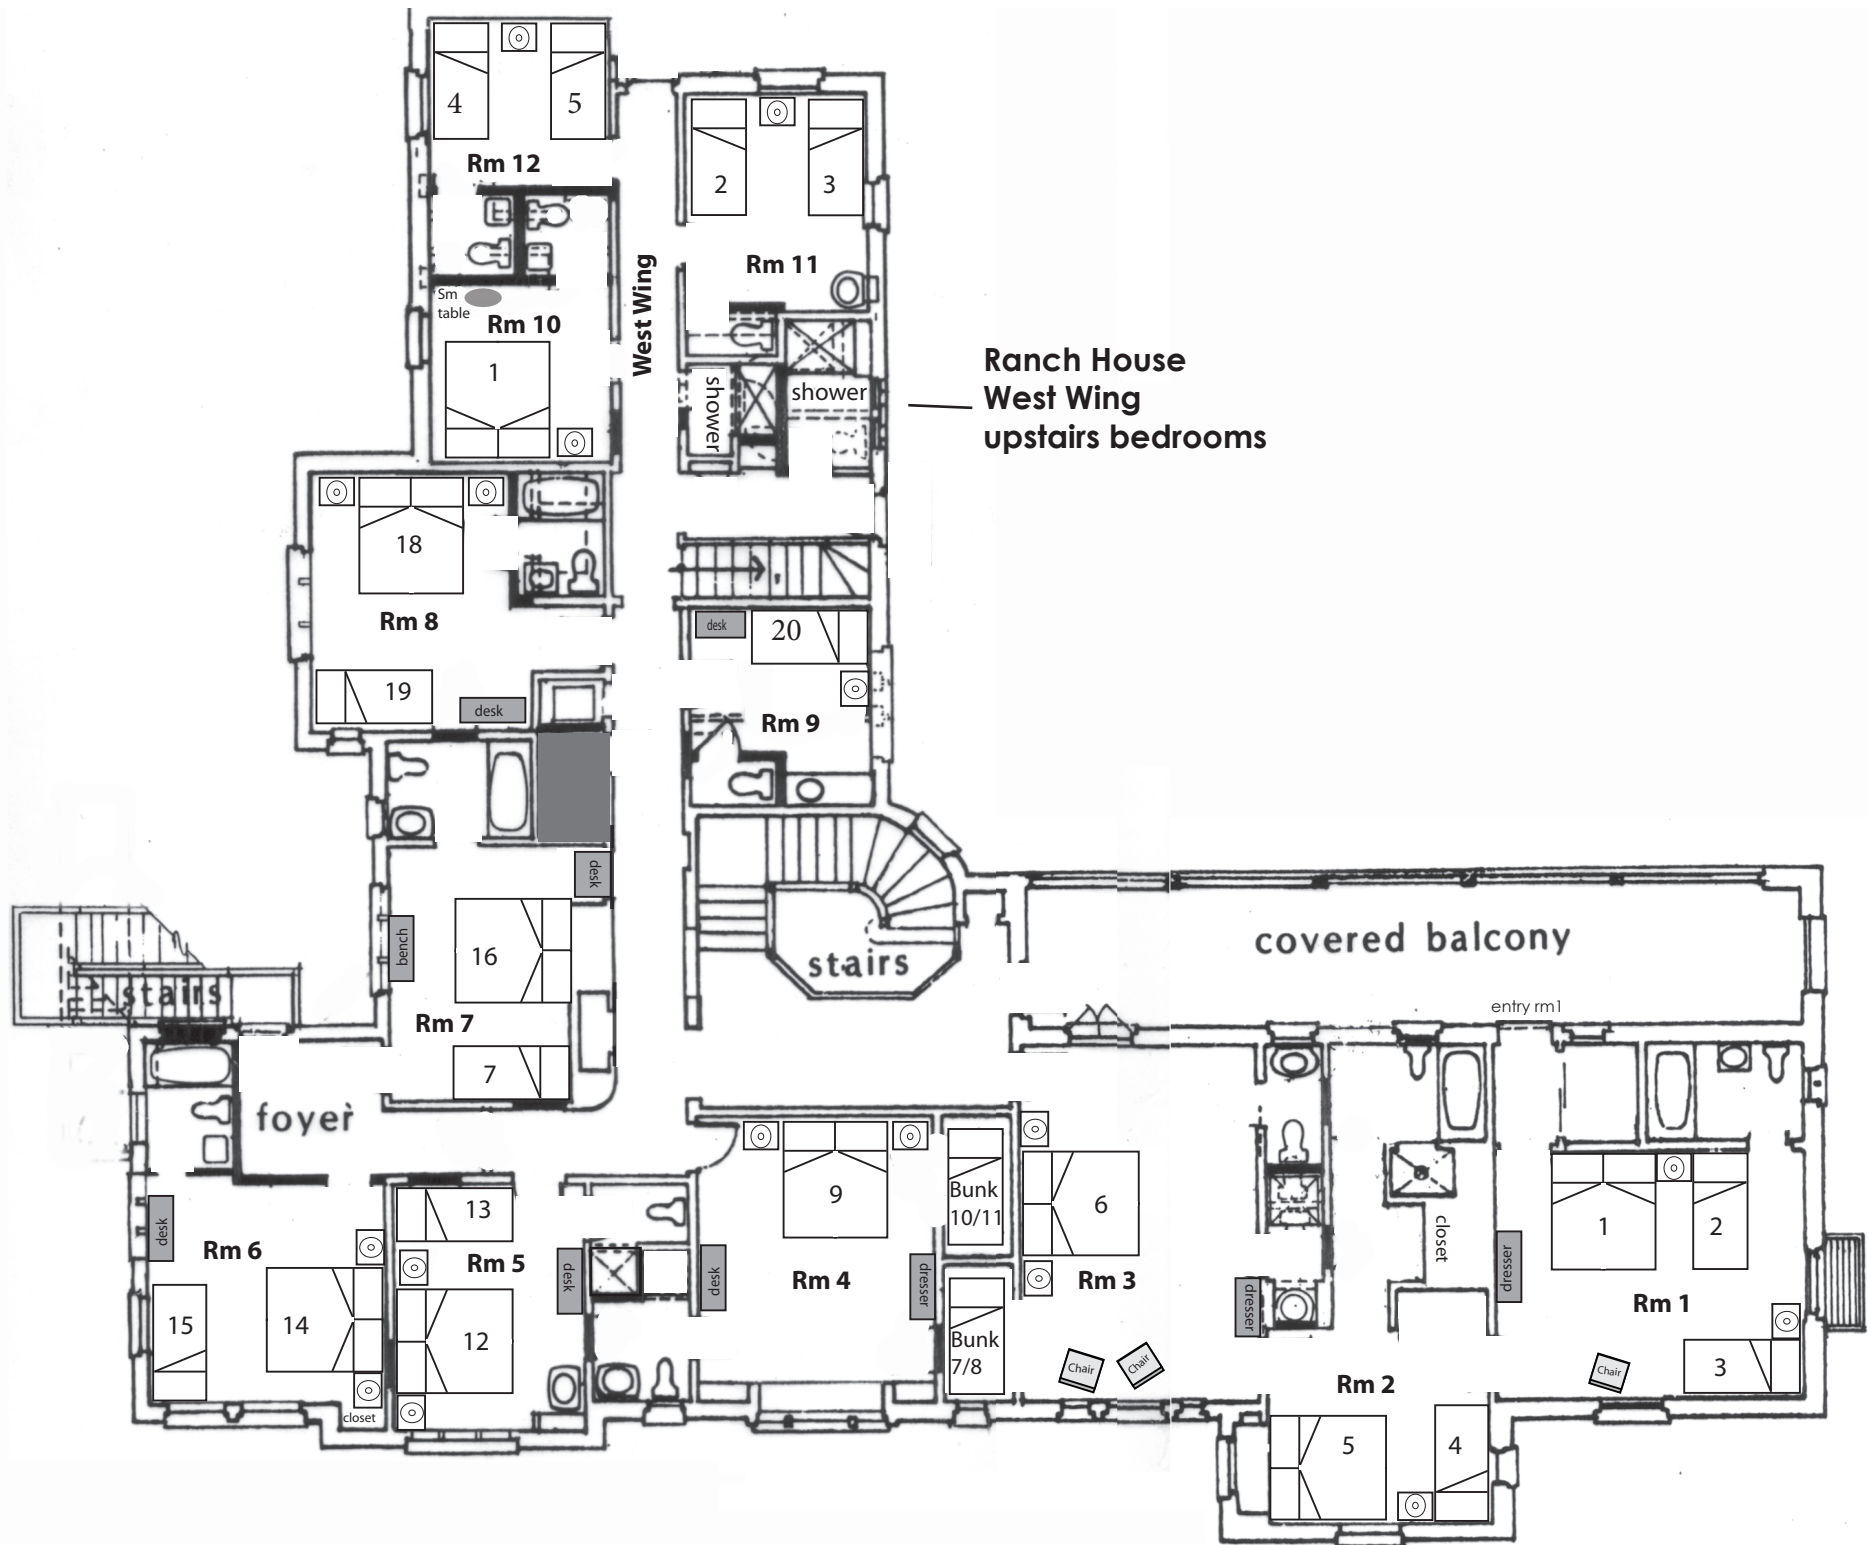 4
5
Rm 12
2
3
Rm 11
West Wing
Sm
table
Rm 10
1
shower
shower
Ranch House
West Wing
upstairs bedrooms
18
Rm 8
19
desk
desk
20
Rm 9
desk
bench
16
Rm 7
7
stairs
stairs
covered balcony
entry rm1
foyer
desk
Rm 6
15
14
closet
13
Rm 5
12
desk
desk
9
Rm 4
dresser
Bunk
10/11
Bunk
7/8
6
Rm 3
Chair
Chair
dresser
closet
Rm 2
5
4
dresser
1
2
Rm 1
Chair
3